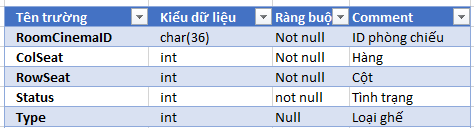 Tên trường Kiểu dữ liệu Ràng buộ Comment
RoomCinemaID char(36) Not null ID phòng chiếu
ColSeat int Not null Hàng
RowSeat int Not null Cột
Status int not null Tình trạng
Type int Null Loại ghế